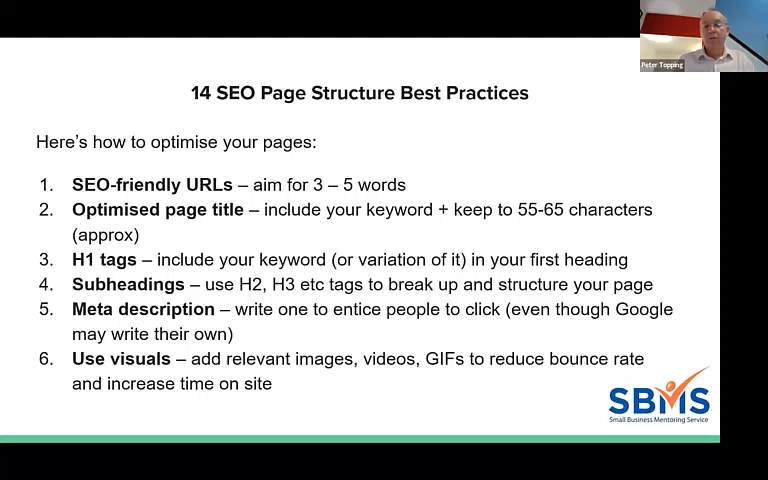 Peter Topping
14 SEO Page Structure Best Practices
Here’s how to optimise your pages:
1. SEO-friendly URLs – aim for 3 – 5 words
2. Optimised page title – include your keyword + keep to 55-65 characters
(approx)
3. H1 tags – include your keyword (or variation of it) in your first heading
4. Subheadings – use H2, H3 etc tags to break up and structure your page
5. Meta description – write one to entice people to click (even though Google
may write their own)
6. Use visuals – add relevant images, videos, GIFs to reduce bounce rate
and increase time on site
SBMS
Small Business Mentoring Service